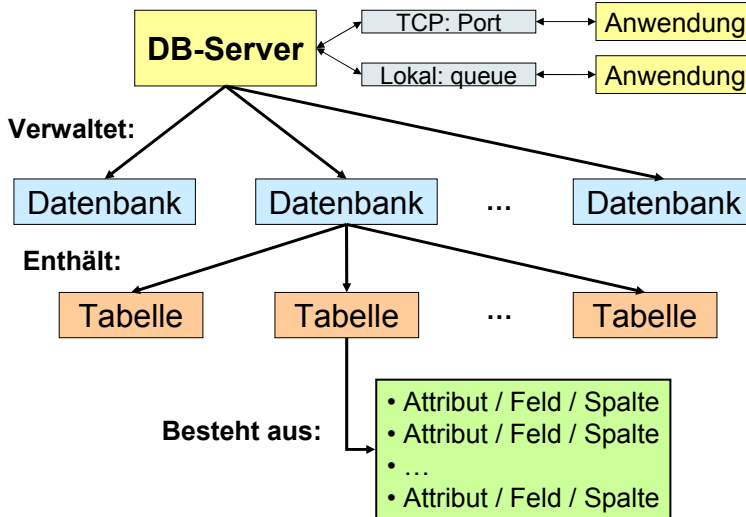 DB-Server
TCP: Port
Anwendung
Lokal: queue
Anwendung
Verwaltet:
Datenbank
Datenbank
...
Datenbank
Enthält:
Tabelle
Tabelle
...
Tabelle
Besteht aus:
• Attribut / Feld / Spalte
• Attribut / Feld / Spalte
• ...
• Attribut / Feld / Spalte